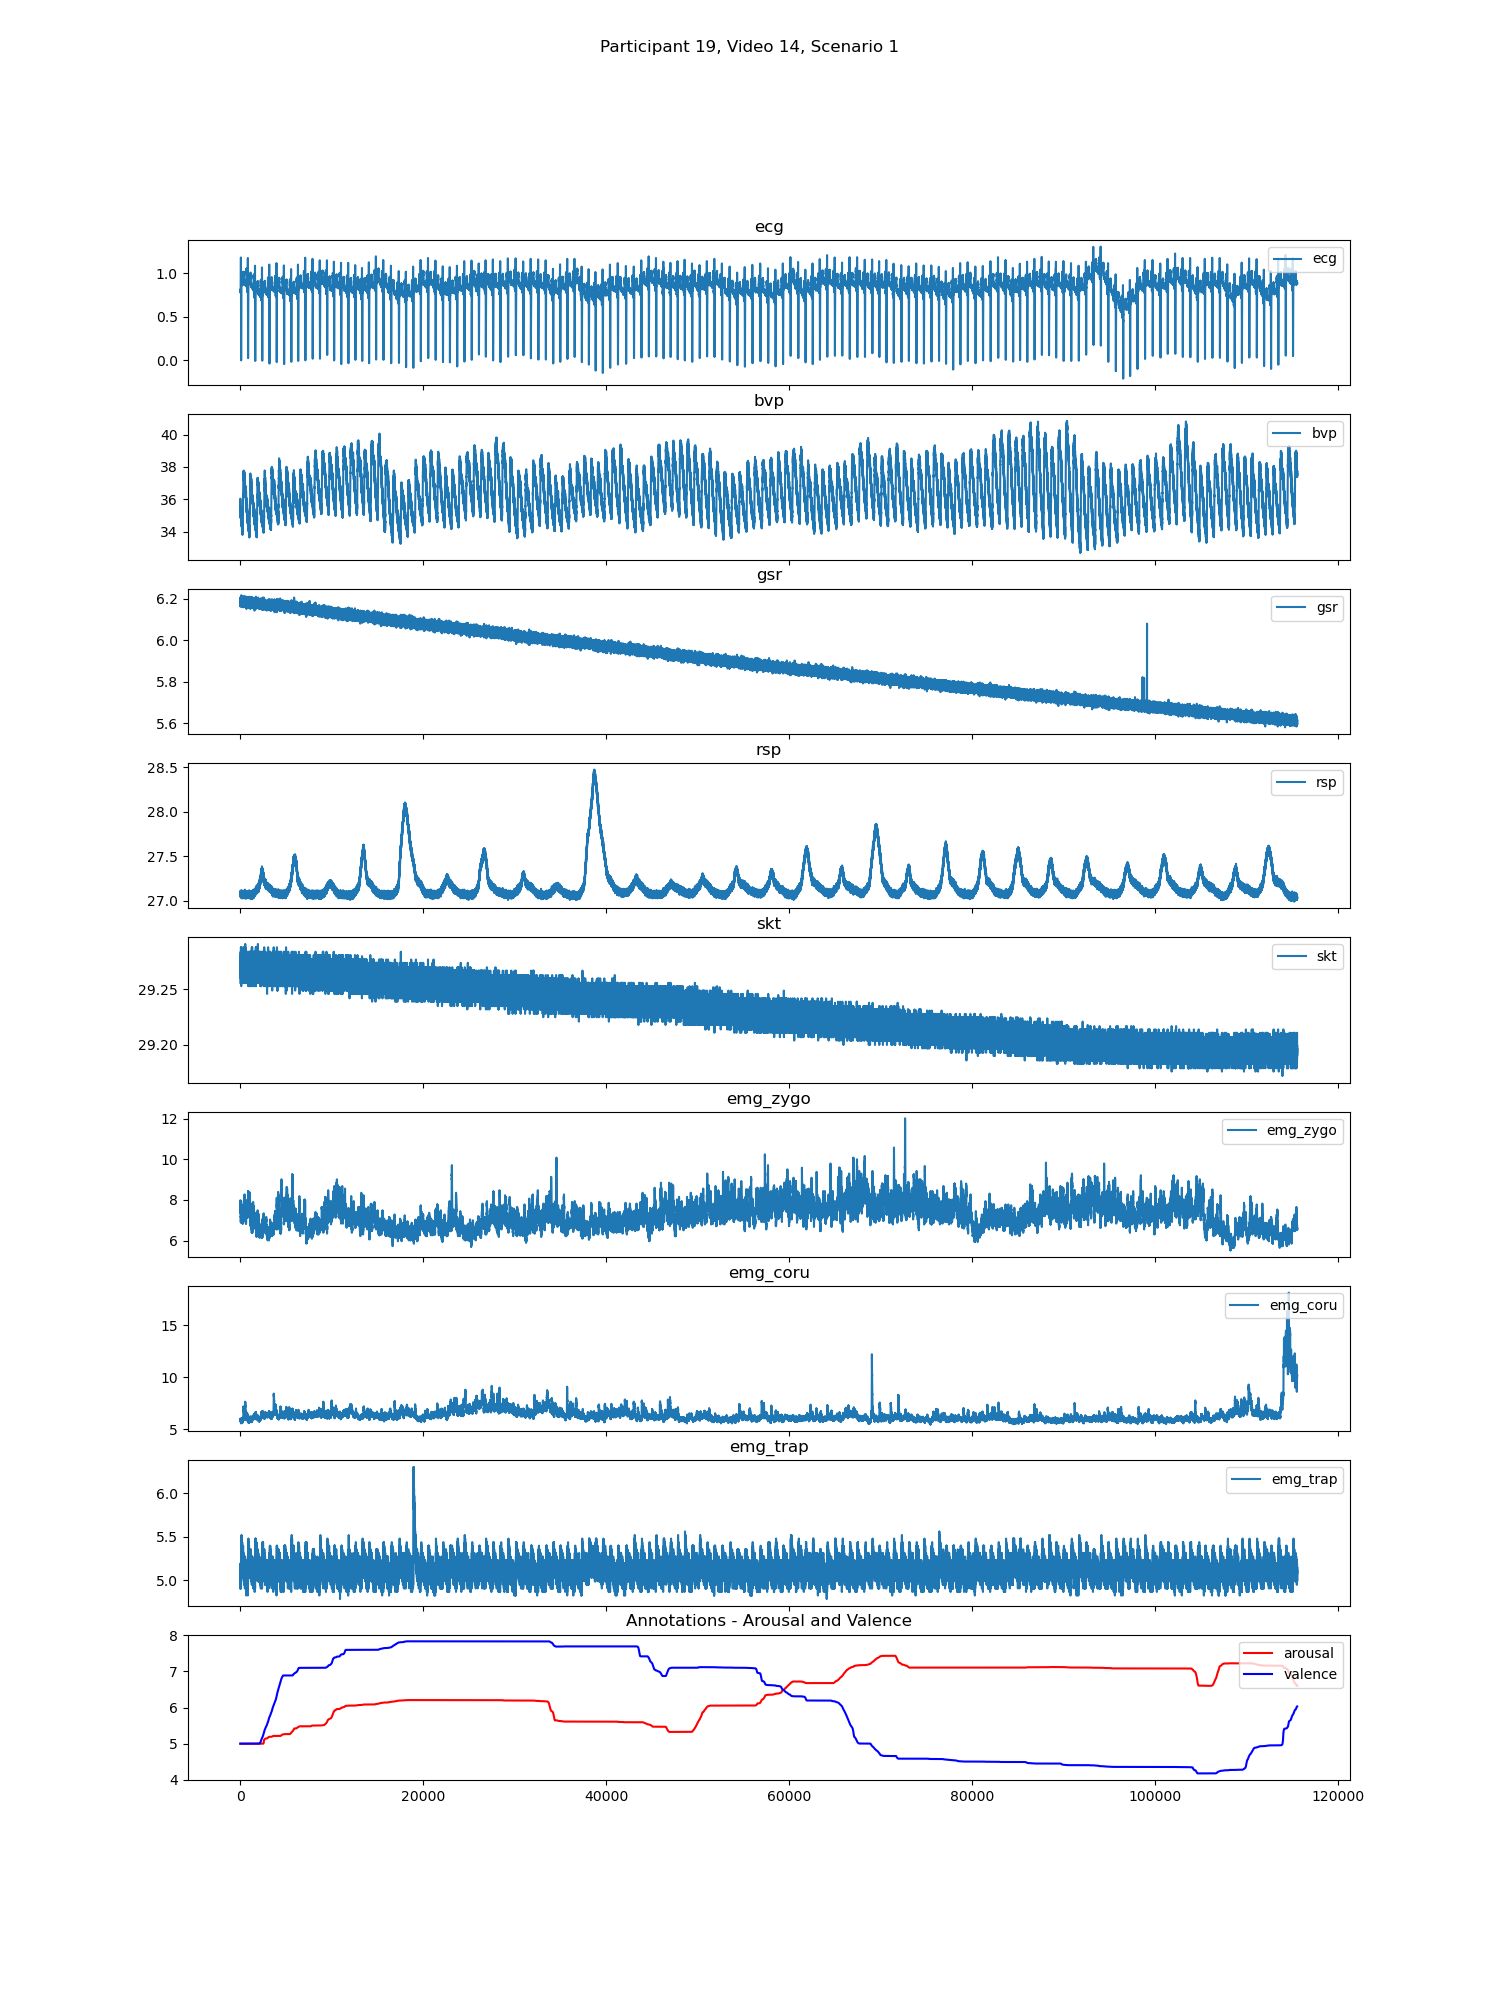 Participant 19, Video 14, Scenario 1
ecg
1.0
0.5
0.0
ecg
bvp
40
38
36
34
bvp
gsr
6.2
6.0
5.8
5.6
gsr
rsp
28.5
28.0
27.5
27.0
rsp
skt
29.25
29.20
skt
emg_zygo
12
10
8
6
emg_zygo
emg_coru
15
10
5
emg_coru
emg_trap
6.0
5.5
5.0
emg_trap
Annotations - Arousal and Valence
8
7
6
5
4
arousal
valence
0 20000 40000 60000 80000 100000 120000